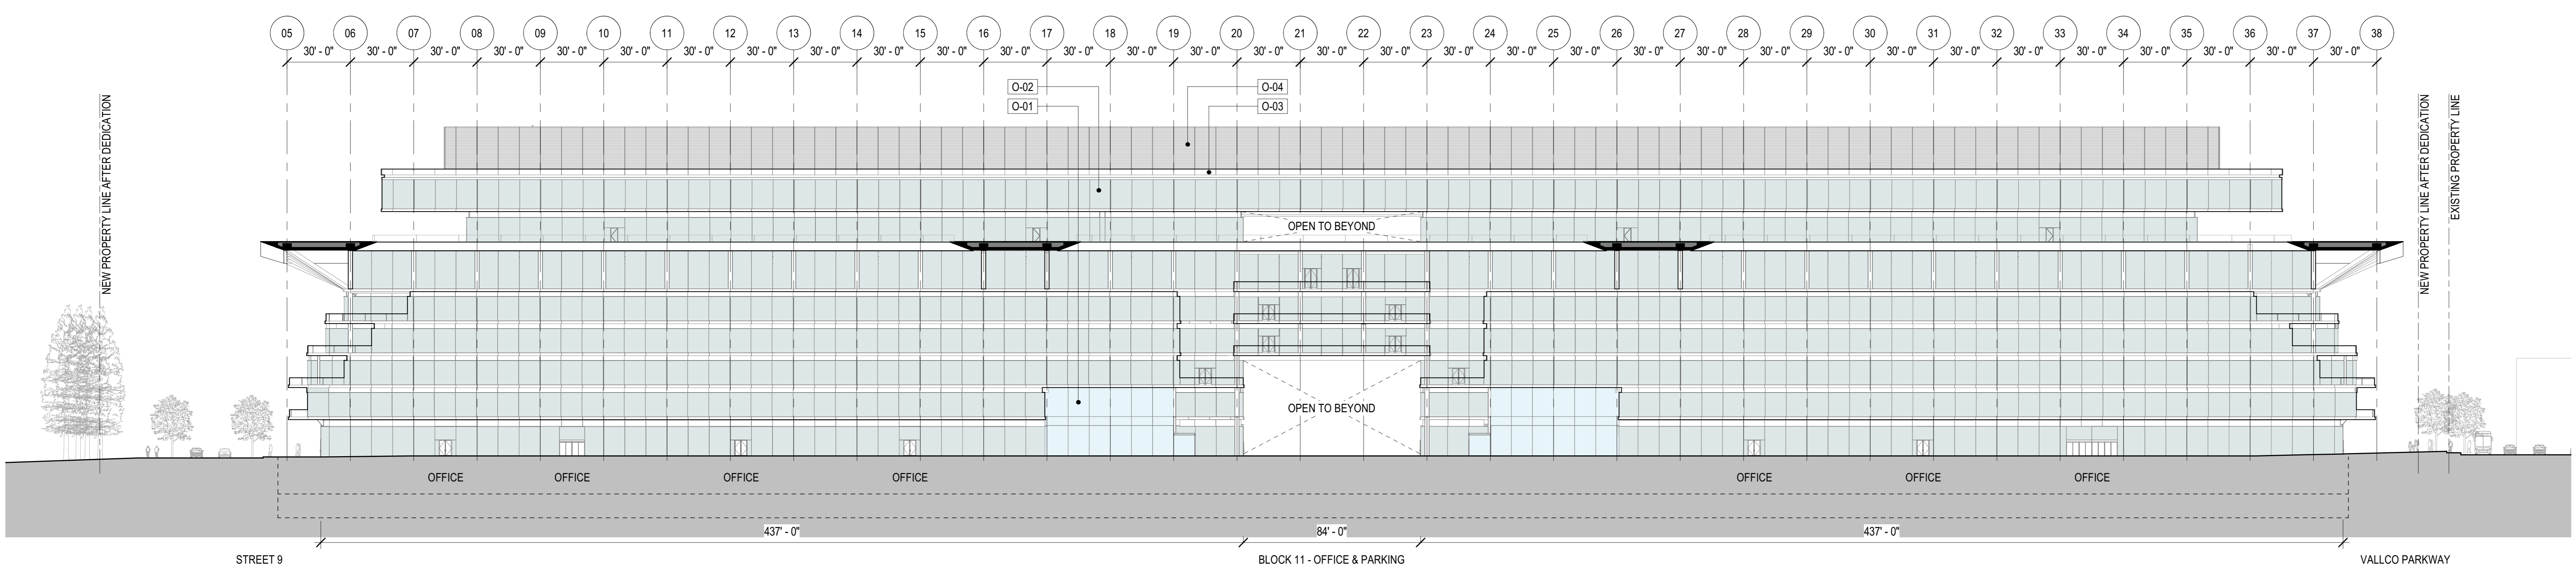 05 06 07 08 09 10 11 12 13 14 15 16 17 18 19 20 21 22 23 24 25 26 27 28 29 30 31 32 33 34 35 36 37 38
30' - 0" 30' - 0" 30' - 0" 30' - 0" 30' - 0" 30' - 0" 30' - 0" 30' - 0" 30' - 0" 30' - 0" 30' - 0" 30' - 0" 30' - 0" 30' - 0" 30' - 0" 30' - 0" 30' - 0" 30' - 0" 30' - 0" 30' - 0" 30' - 0" 30' - 0" 30' - 0" 30' - 0" 30' - 0" 30' - 0" 30' - 0" 30' - 0" 30' - 0" 30' - 0" 30' - 0" 30' - 0" 30' - 0"
O-02 O-04
O-01 O-03
NEW PROPERTY LINE AFTER DEDICATION
NEW PROPERTY LINE AFTER DEDICATION
EXISTING PROPERTY LINE
OPEN TO BEYOND
OPEN TO BEYOND
OFFICE OFFICE OFFICE OFFICE OFFICE OFFICE OFFICE
437' - 0" 84' - 0" 437' - 0"
STREET 9 BLOCK 11 - OFFICE & PARKING VALLCO PARKWAY